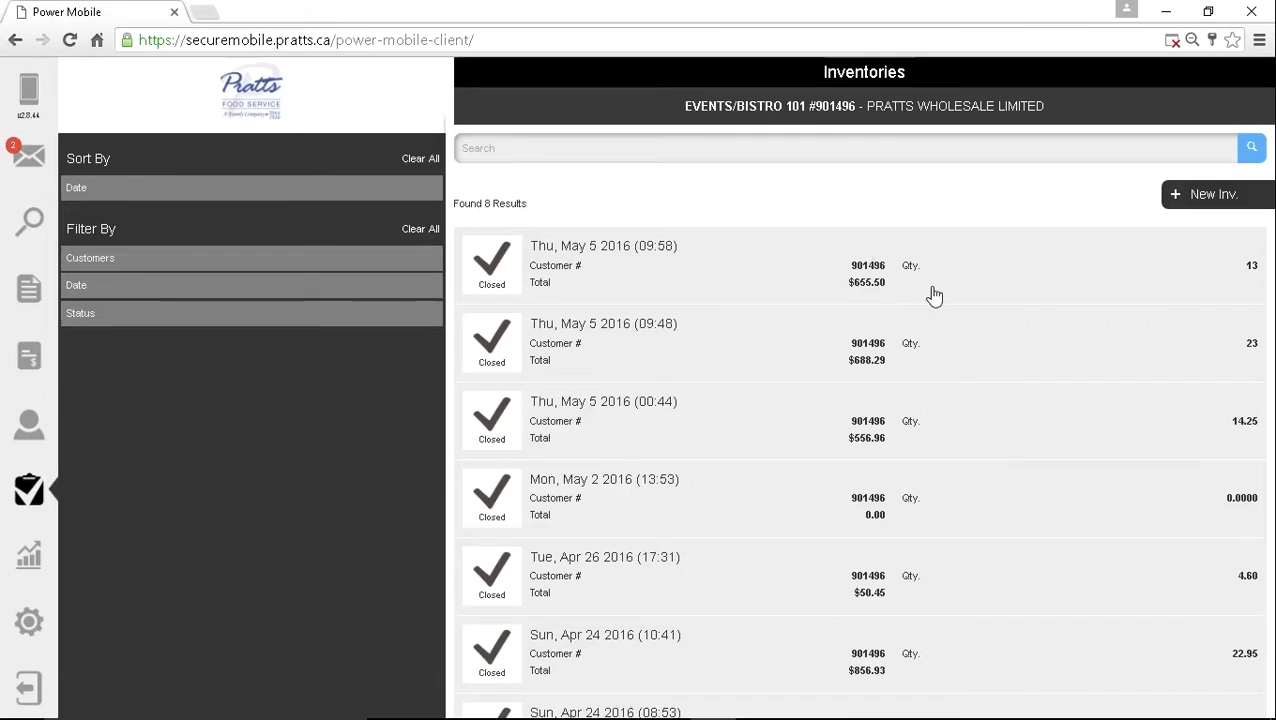 Power Mobile
https://securemobile.pratts.ca/power-mobile-client/
u2.8.44
2
Pratts
FOOD SERVICE
A Family Company
Sort By Clear All
Date
Filter By Clear All
Customers
Date
Status
Inventories
EVENTS/BISTRO 101 #901496 - PRATTS WHOLESALE LIMITED
Search
Found 8 Results
+ New Inv.
Thu, May 5 2016 (09:58)
Customer # 901496 Qty. 13
Total $655.50
Closed
Thu, May 5 2016 (09:48)
Customer # 901496 Qty. 23
Total $688.29
Closed
Thu, May 5 2016 (00:44)
Customer # 901496 Qty. 14.25
Total $556.96
Closed
Mon, May 2 2016 (13:53)
Customer # 901496 Qty. 0.0000
Total 0.00
Closed
Tue, Apr 26 2016 (17:31)
Customer # 901496 Qty. 4.60
Total $50.45
Closed
Sun, Apr 24 2016 (10:41)
Customer # 901496 Qty. 22.95
Total $856.93
Closed
Sun, Apr 24 2016 (08:53)